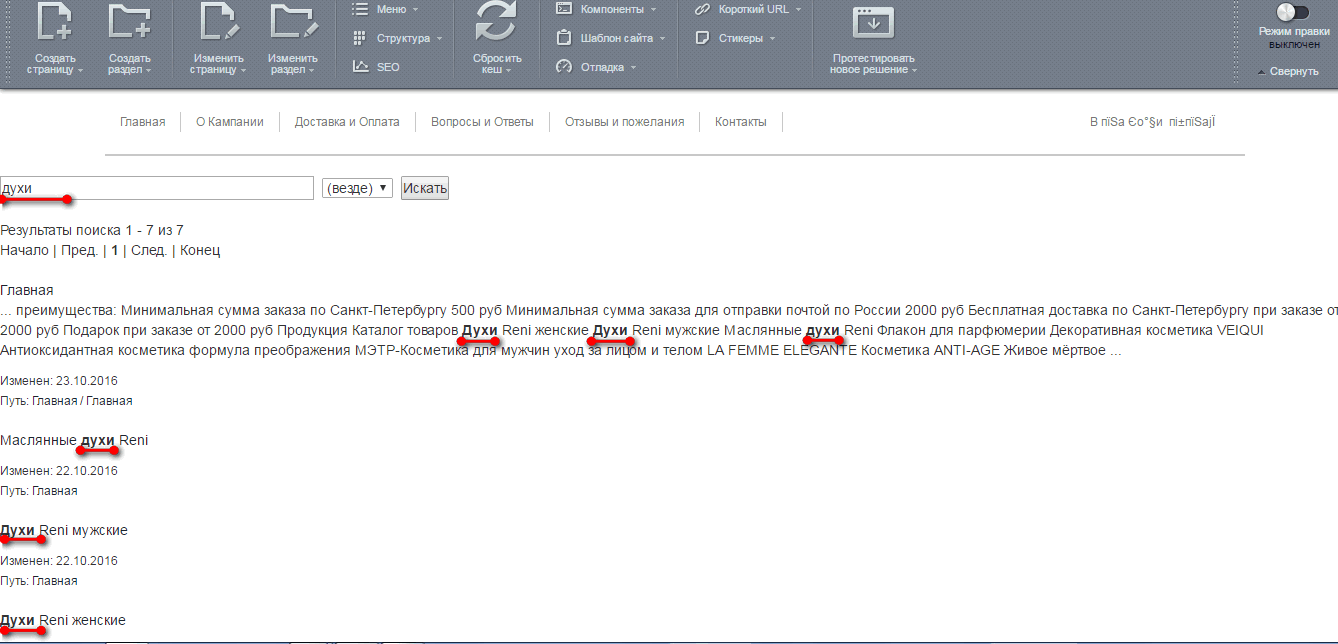 Создать страницу
Создать раздел
Изменить страницу
Изменить раздел
Меню
Структура
SEO
Сбросить кеш
Компоненты
Шаблон сайта
Отладка
Короткий URL
Стикеры
Протестировать новое решение
Режим правки
выключен
Свернуть
Главная О Кампании Доставка и Оплата Вопросы и Ответы Отзывы и пожелания Контакты
духи (везде) Искать
Результаты поиска 1 - 7 из 7
Начало | Пред. | 1 | След. | Конец
Главная
... преимущества: Минимальная сумма заказа по Санкт-Петербургу 500 руб Минимальная сумма заказа для отправки почтой по России 2000 руб Бесплатная доставка по Санкт-Петербургу при заказе от
2000 руб Подарок при заказе от 2000 руб Продукция Каталог товаров Духи Reni женские Духи Reni мужские Маслянные духи Reni Флакон для парфюмерии Декоративная косметика VEIQUI
Антиоксидантная косметика формула преображения МЭТР-Косметика для мужчин уход за лицом и телом LA FEMME ELEGANTE Косметика ANTI-AGE Живое мёртвое ...
Изменен: 23.10.2016
Путь: Главная / Главная
Маслянные духи Reni
Изменен: 22.10.2016
Путь: Главная
Духи Reni мужские
Изменен: 22.10.2016
Путь: Главная
Духи Reni женские